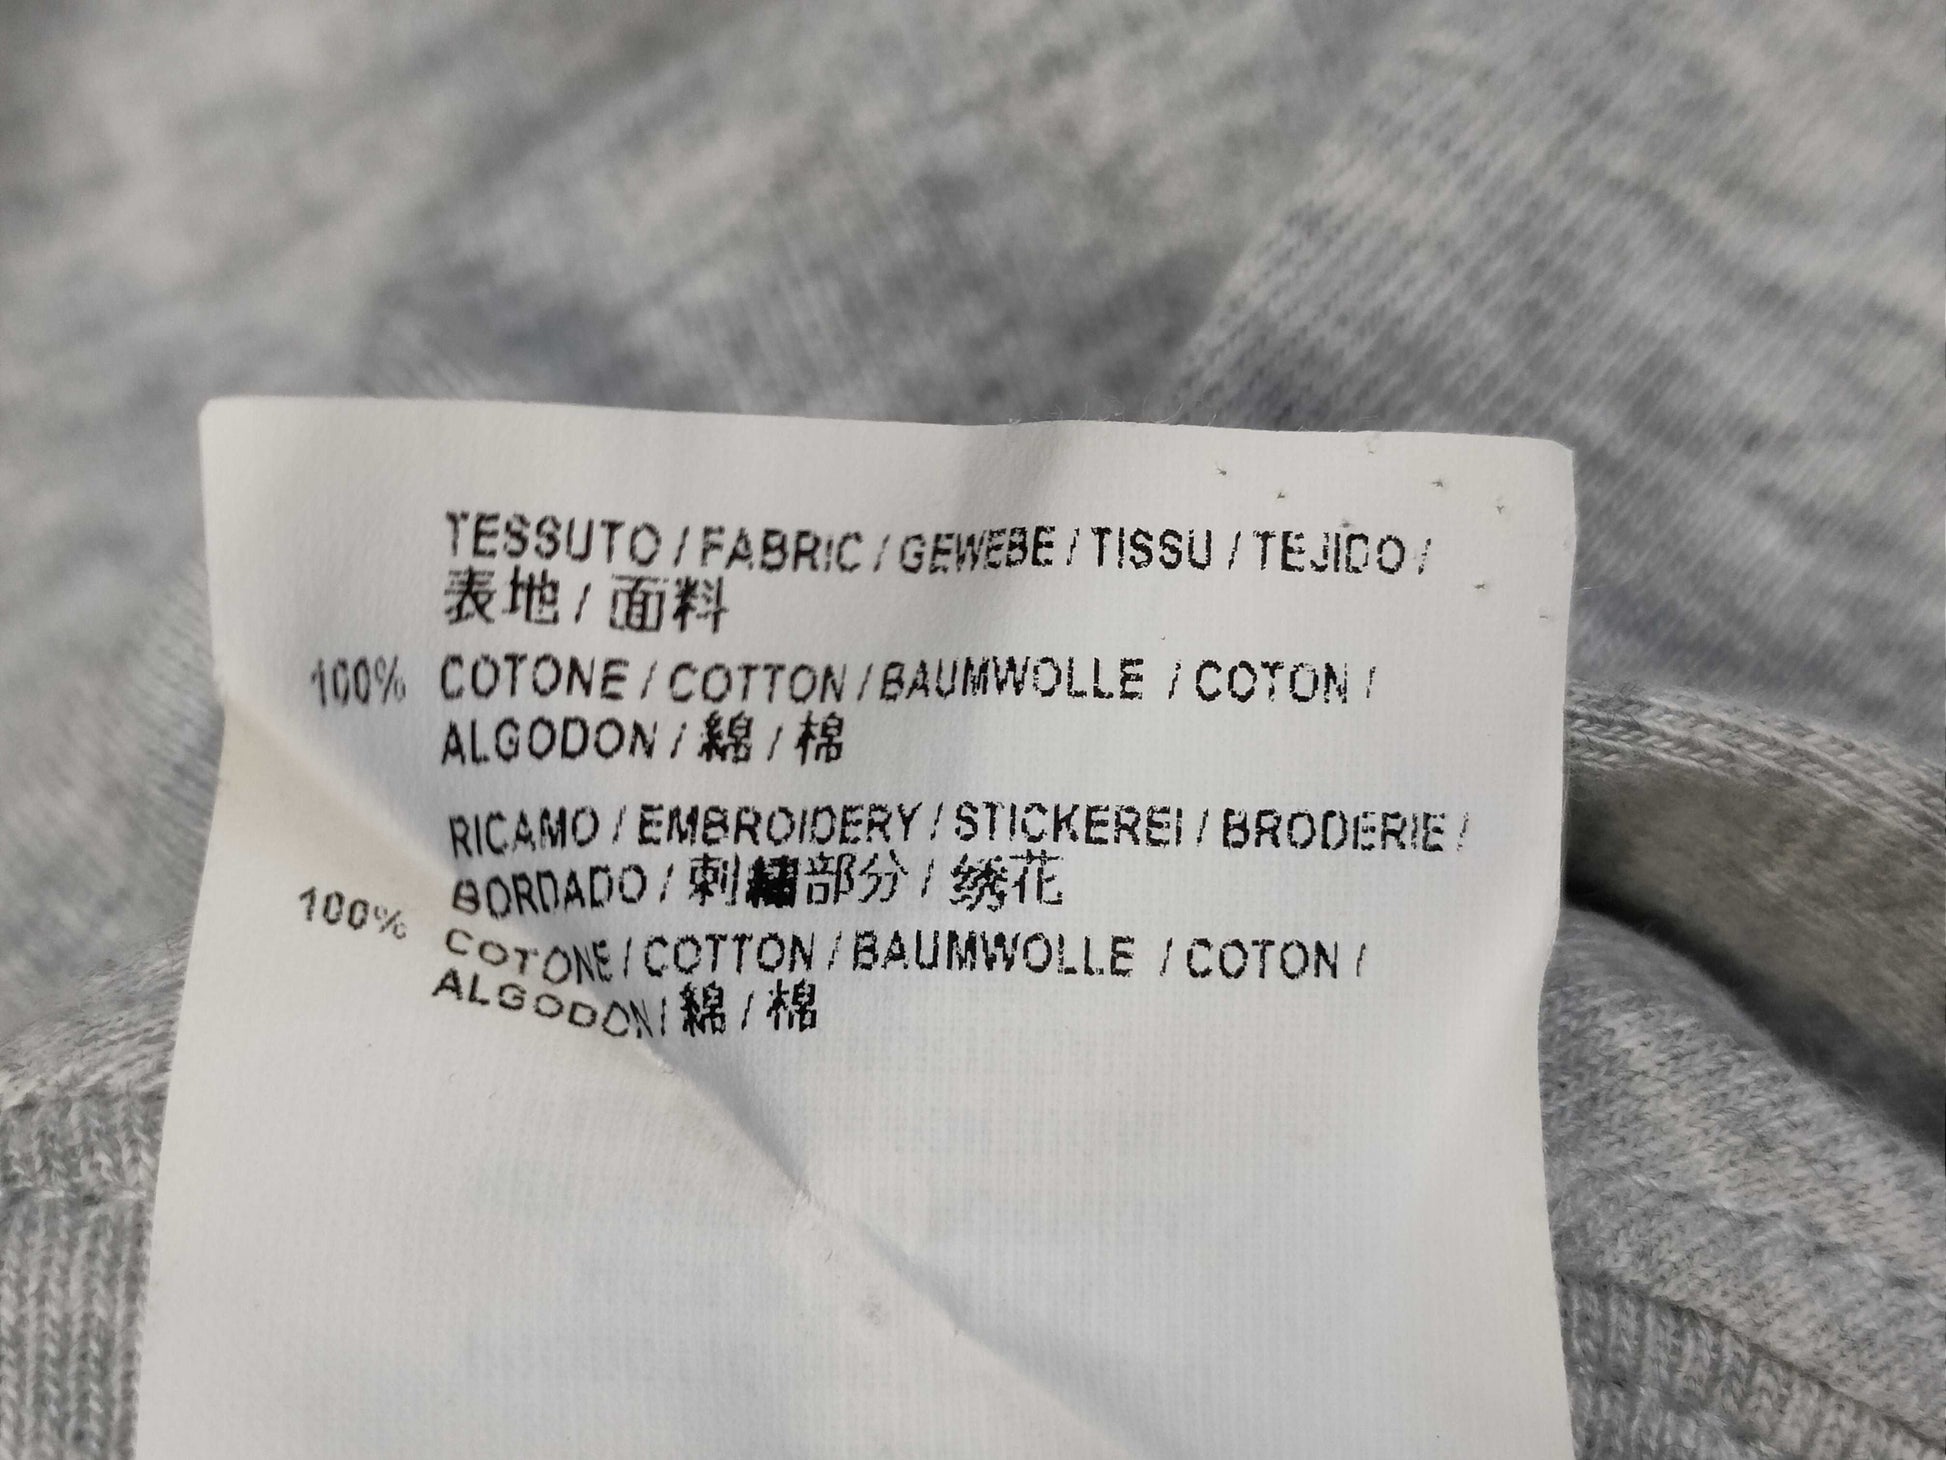 TESSUTO / FABRIC / GEWEBE / TISSU / TEJIDO /
表地 / 面料
100% COTONE / COTTON / BAUMWOLLE / COTON /
ALGODON / 綿 / 棉
RICAMO / EMBROIDERY / STICKEREI / BRODERIE /
BORDADO / 刺繍部分 / 绣花
100% COTONE / COTTON / BAUMWOLLE / COTON /
ALGODON / 綿 / 棉